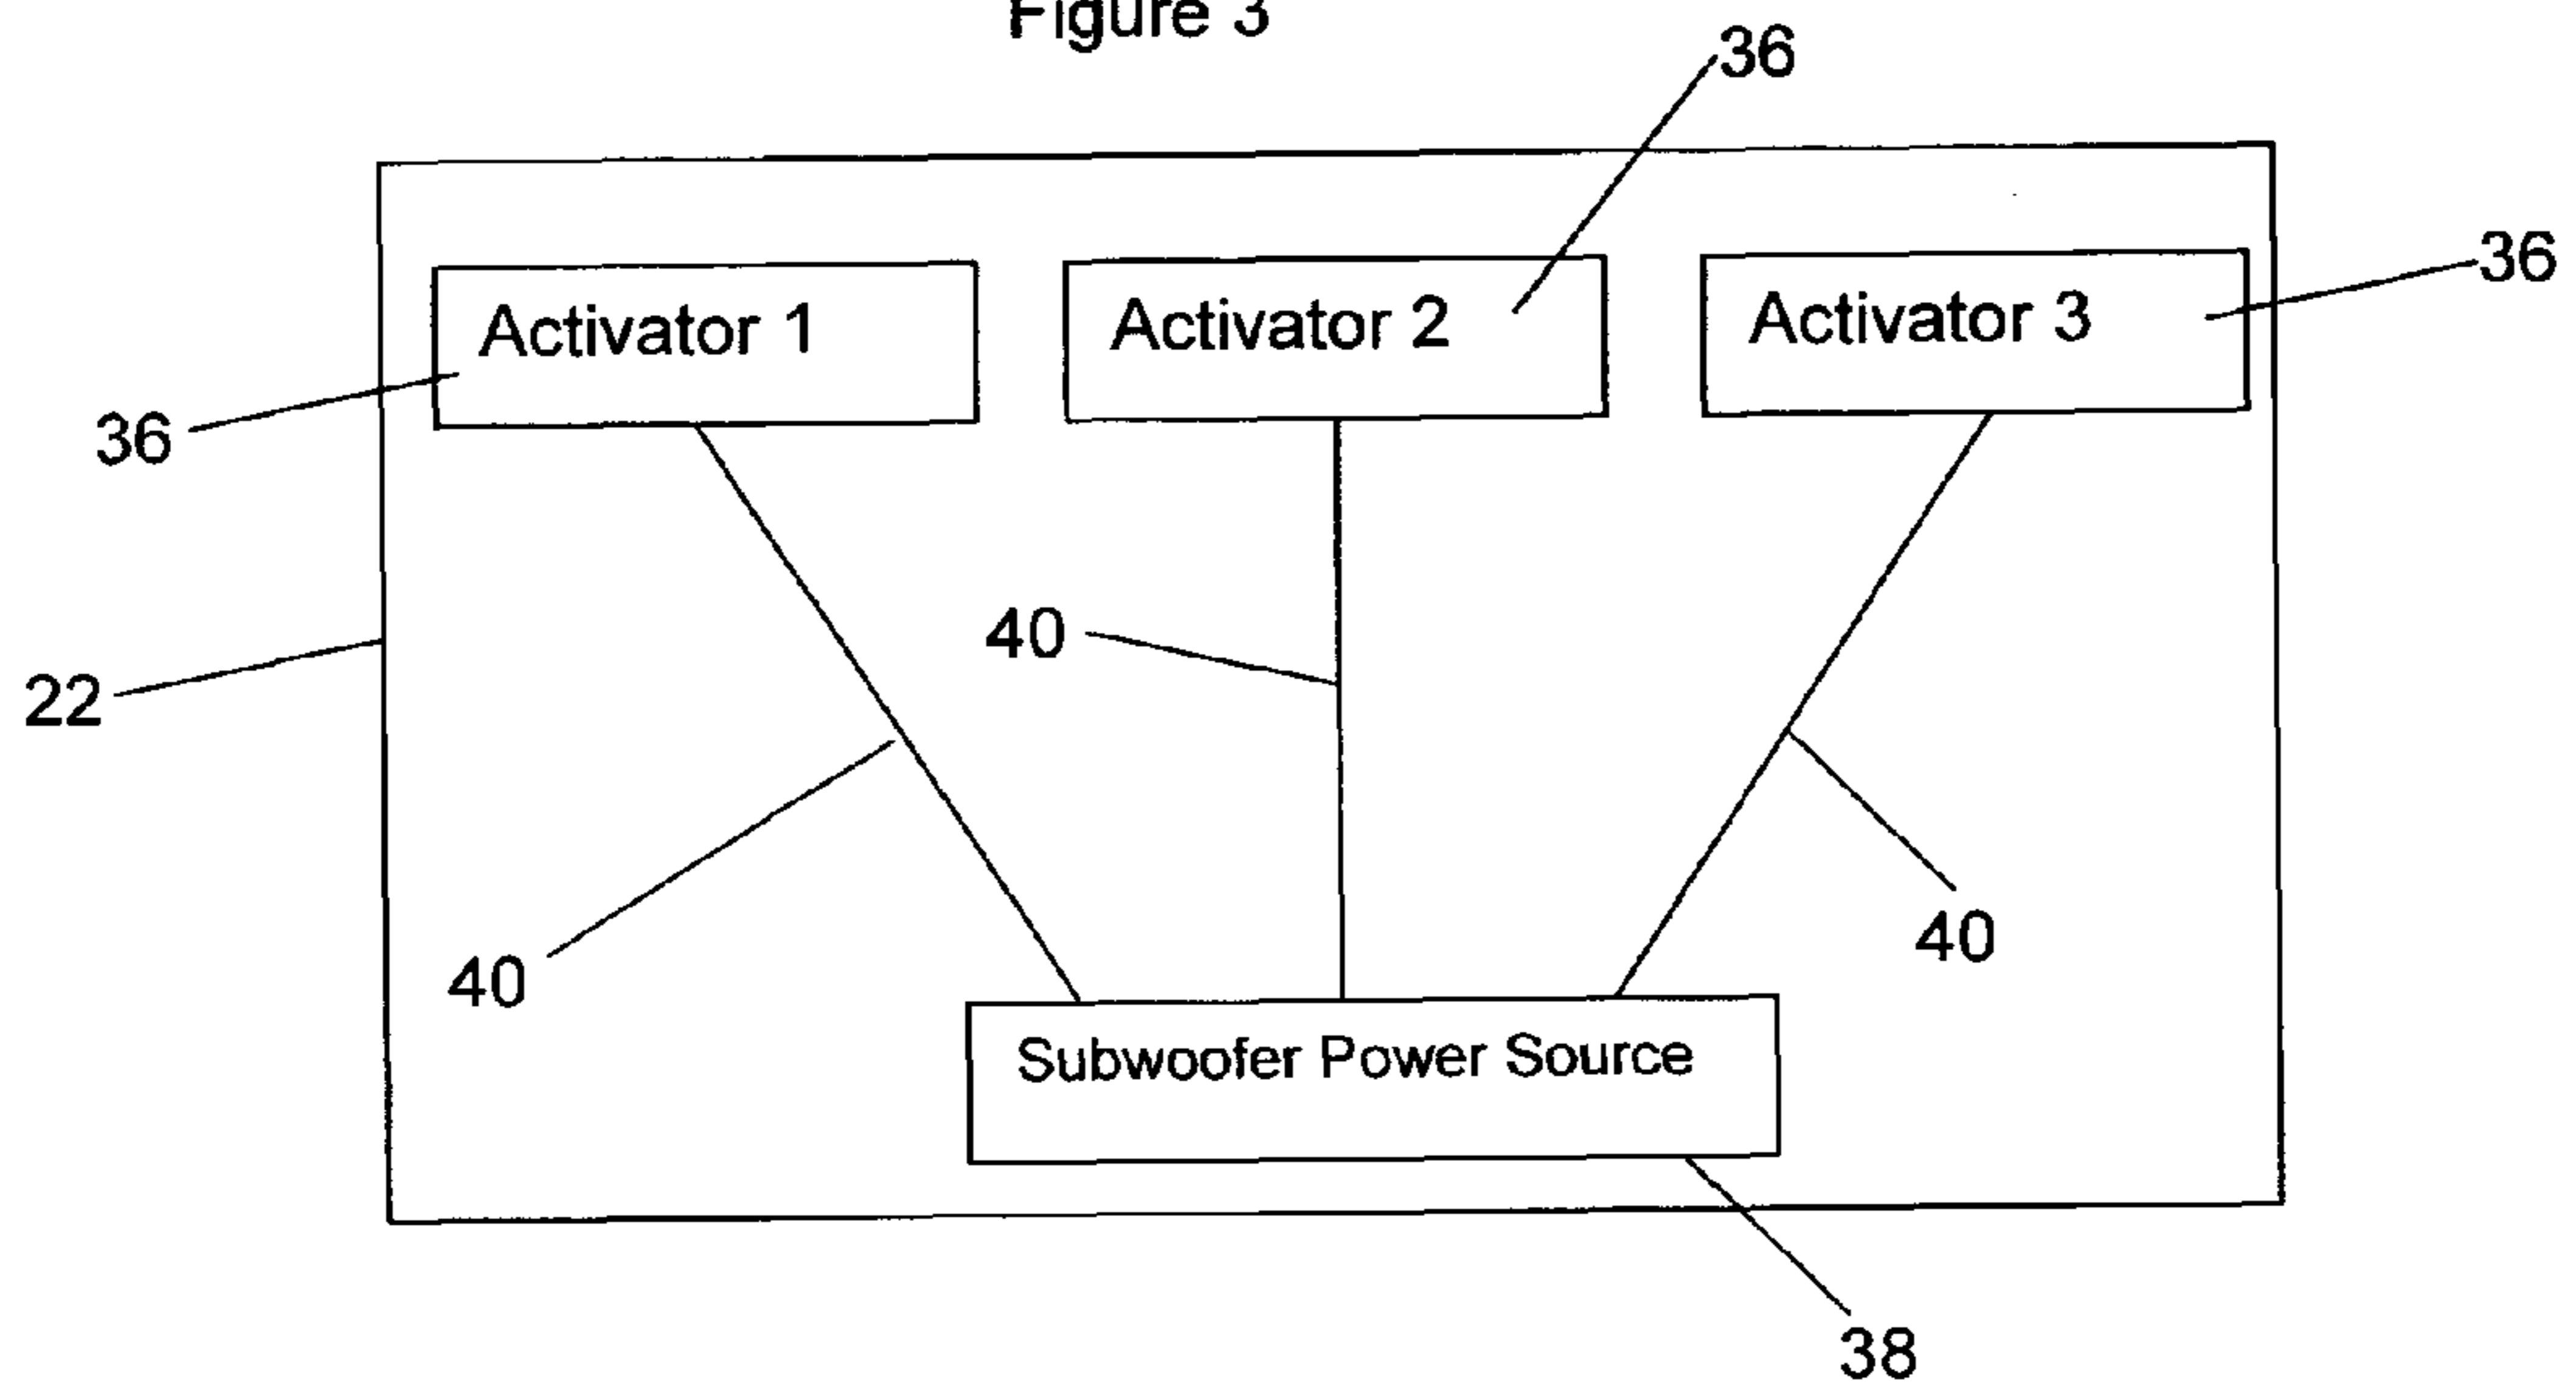 Figure 3
36
36
Activator 1
Activator 2
Activator 3
36
40
22
40
40
Subwoofer Power Source
38